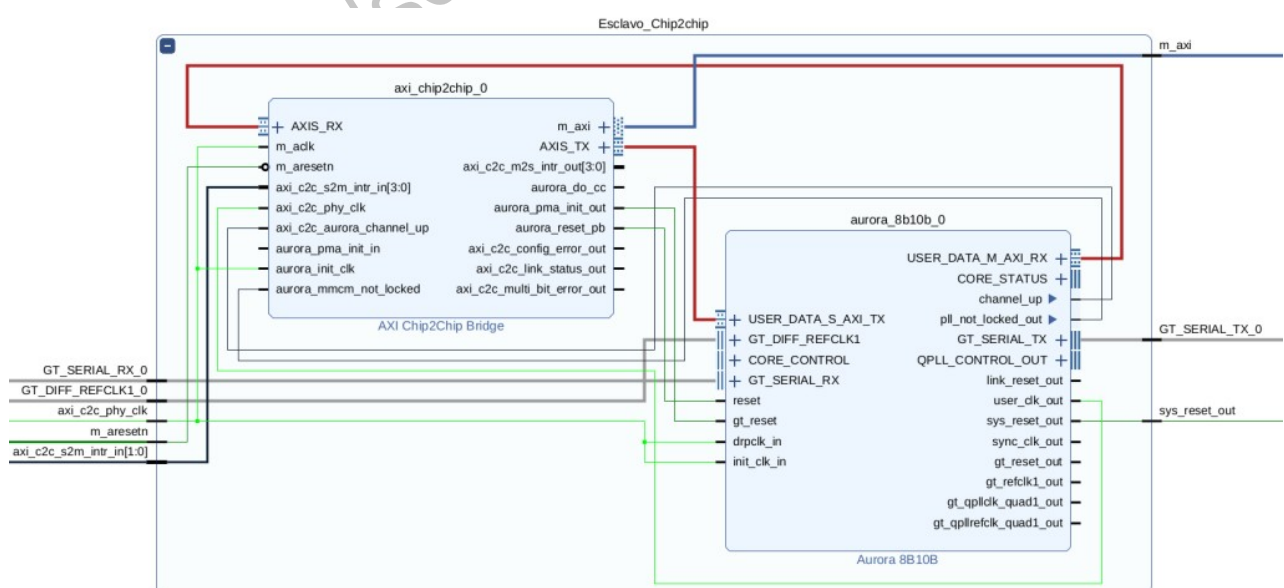 Esclavo_Chip2chip
m_axi
axi_chip2chip_0
AXIS_RX
m_aclk
m_aresetn
axi_c2c_s2m_intr_in[3:0]
axi_c2c_phy_clk
axi_c2c_aurora_channel_up
aurora_pma_init_in
aurora_init_clk
aurora_mmcm_not_locked
m_axi
AXIS_TX
axi_c2c_m2s_intr_out[3:0]
aurora_do_cc
aurora_pma_init_out
aurora_reset_pb
axi_c2c_config_error_out
axi_c2c_link_status_out
axi_c2c_multi_bit_error_out
AXI Chip2Chip Bridge
aurora_8b10b_0
USER_DATA_S_AXI_TX
GT_DIFF_REFCLK1
CORE_CONTROL
GT_SERIAL_RX
reset
gt_reset
drpclk_in
init_clk_in
USER_DATA_M_AXI_RX
CORE_STATUS
channel_up
pll_not_locked_out
GT_SERIAL_TX
QPLL_CONTROL_OUT
link_reset_out
user_clk_out
sys_reset_out
sync_clk_out
gt_reset_out
gt_refclk1_out
gt_qpllclk_quad1_out
gt_qpllrefclk_quad1_out
Aurora 8B10B
GT_SERIAL_RX_0
GT_DIFF_REFCLK1_0
axi_c2c_phy_clk
m_aresetn
axi_c2c_s2m_intr_in[1:0]
GT_SERIAL_TX_0
sys_reset_out